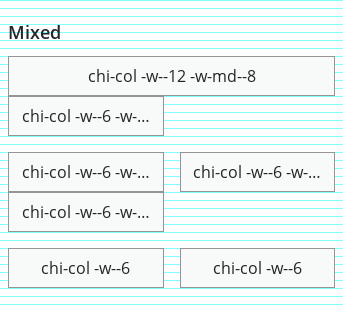 Mixed
chi-col -w--12 -w-md--8
chi-col -w--6 -w-...
chi-col -w--6 -w-... chi-col -w--6 -w-...
chi-col -w--6 -w-...
chi-col -w--6 chi-col -w--6